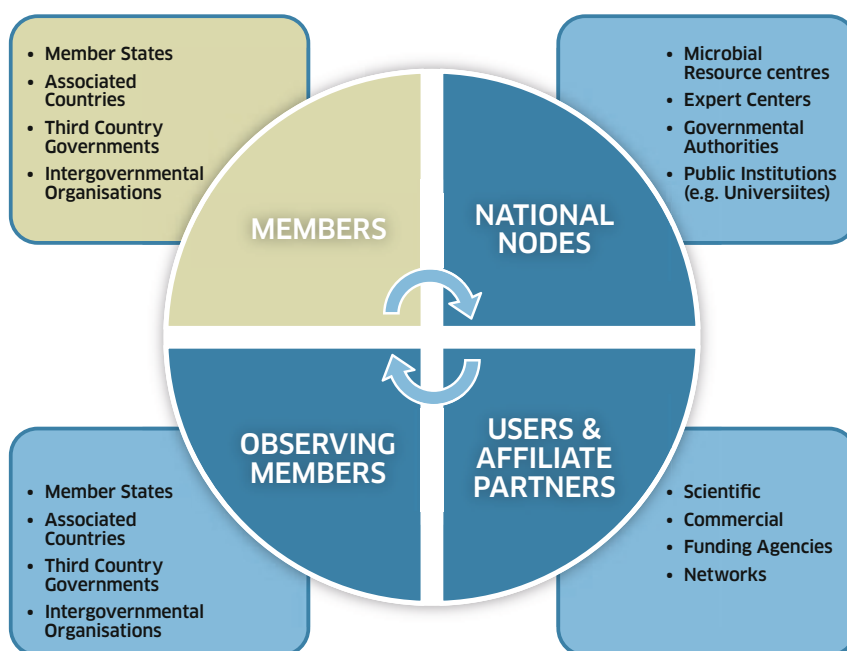 • Member States
• Associated
Countries
• Third Country
Governments
• Intergovernmental
Organisations
• Microbial
Resource centres
• Expert Centers
• Governmental
Authorities
• Public Institutions
(e.g. Universiites)
MEMBERS
NATIONAL
NODES
OBSERVING
MEMBERS
USERS &
AFFILIATE
PARTNERS
• Member States
• Associated
Countries
• Third Country
Governments
• Intergovernmental
Organisations
• Scientific
• Commercial
• Funding Agencies
• Networks